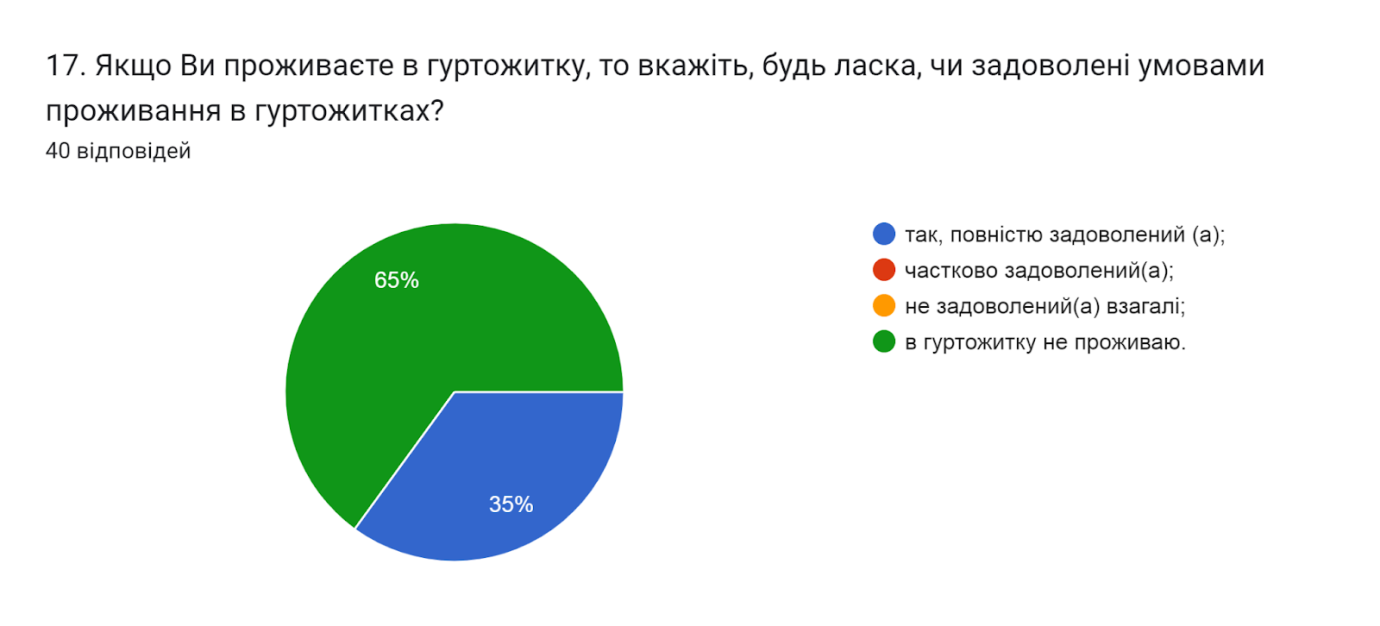 17. Якщо Ви проживаєте в гуртожитку, то вкажіть, будь ласка, чи задоволені умовами
проживання в гуртожитках?
40 відповідей
65%
35%
так, повністю задоволений (а);
частково задоволений(а);
не задоволений(а) взагалі;
в гуртожитку не проживаю.